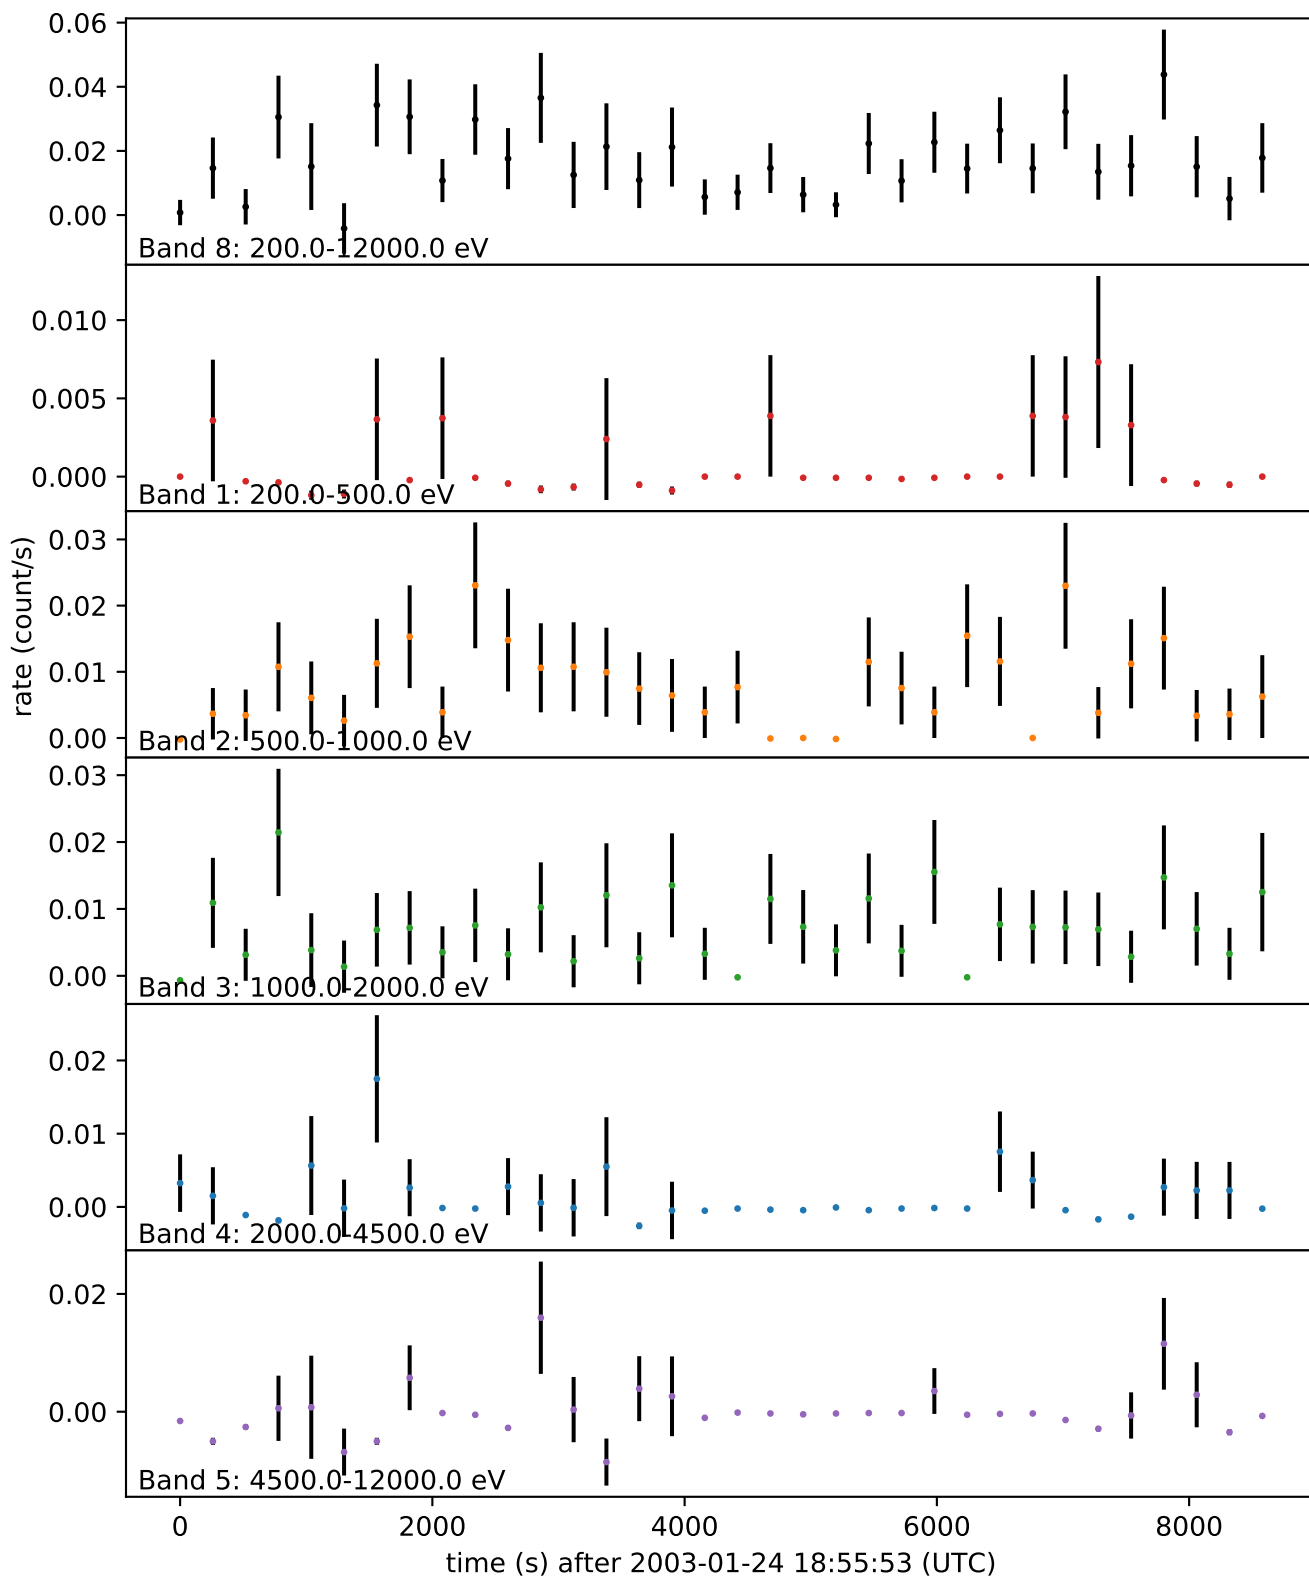 0.06
0.04
0.02
0.00
Band 8: 200.0-12000.0 eV
0.010
0.005
0.000
Band 1: 200.0-500.0 eV
rate (count/s)
0.03
0.02
0.01
0.00
Band 2: 500.0-1000.0 eV
0.03
0.02
0.01
0.00
Band 3: 1000.0-2000.0 eV
0.02
0.01
0.00
Band 4: 2000.0-4500.0 eV
0.02
0.00
Band 5: 4500.0-12000.0 eV
0 2000 4000 6000 8000
time (s) after 2003-01-24 18:55:53 (UTC)